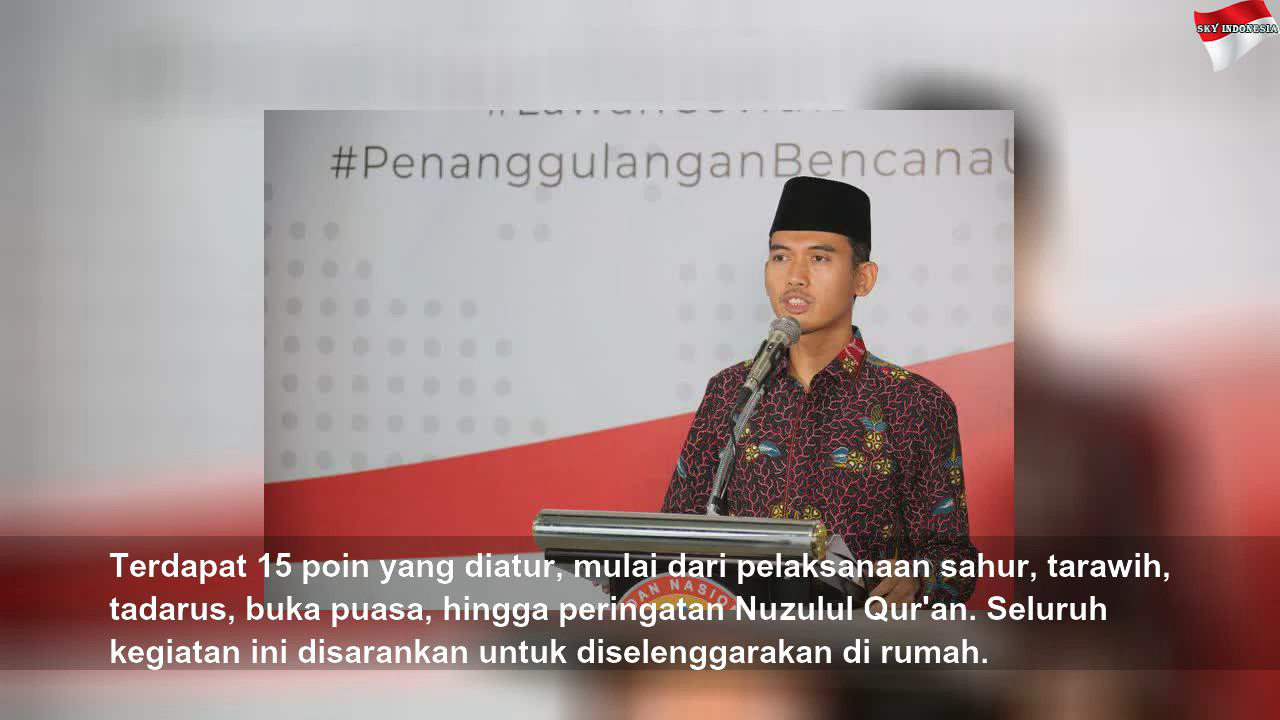 SKY INDONESIA
#PenanggulanganBencana
Terdapat 15 poin yang diatur, mulai dari pelaksanaan sahur, tarawih,
tadarus, buka puasa, hingga peringatan Nuzulul Qur'an. Seluruh
kegiatan ini disarankan untuk diselenggarakan di rumah.
NASIO